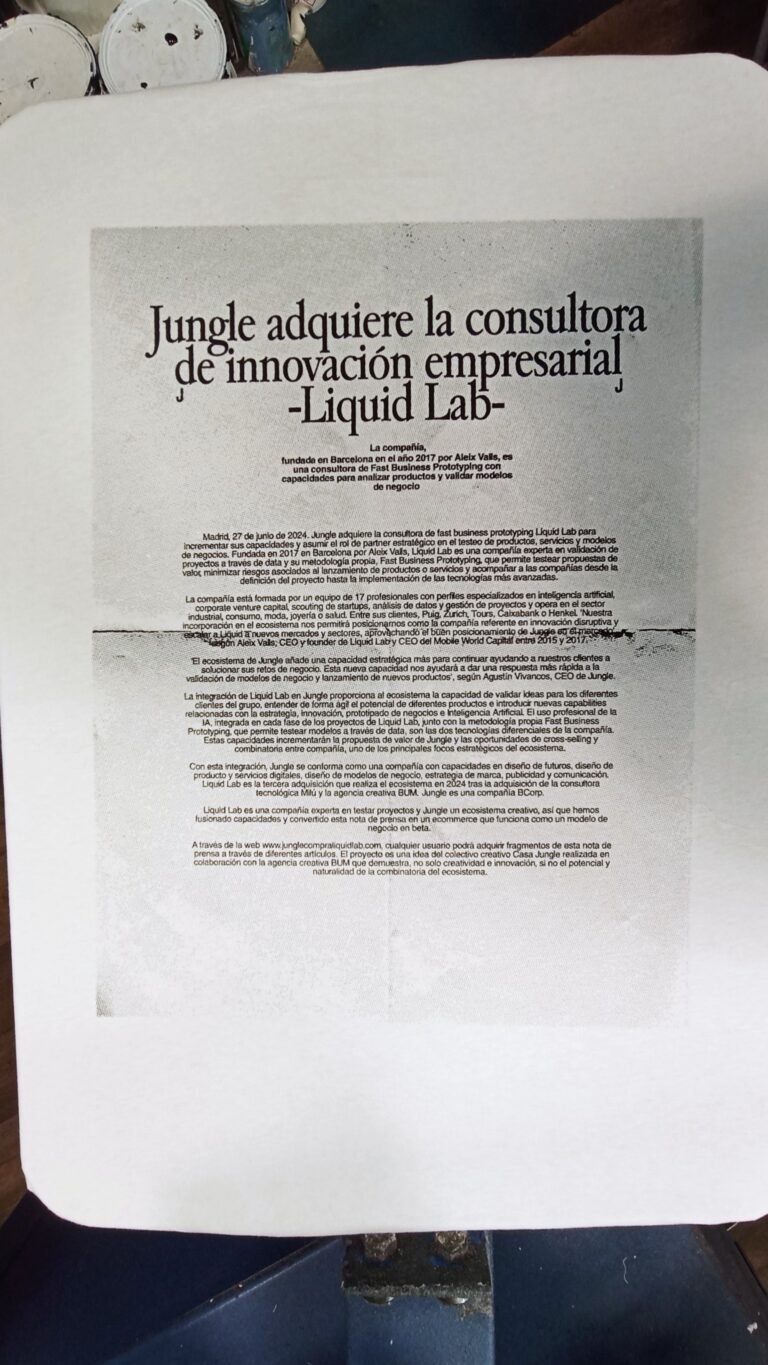 Jungle adquiere la consultora
de innovación empresarial
-Liquid Lab-
La compañía,
fundada en Barcelona en el año 2017 por Aleix Valls, es
una consultora de Fast Business Prototyping con
capacidades para analizar productos y validar modelos
de negocio
Madrid, 27 de junio de 2024. Jungle adquiere la consultora de fast business prototyping Liquid Lab para
incrementar sus capacidades y asumir el rol de partner estratégico en el testeo de productos, servicios y modelos
de negocios. Fundada en 2017 en Barcelona por Aleix Valls, Liquid Lab es una compañía experta en validación de
proyectos a través de data y su metodología propia, Fast Business Prototyping, que permite testear propuestas de
valor, minimizar riesgos asociados al lanzamiento de productos o servicios y acompañar a las compañías desde la
definición del proyecto hasta la implementación de las tecnologías más avanzadas.
La compañía está formada por un equipo de 17 profesionales con perfiles especializados en inteligencia artificial,
corporate venture capital, scouting de startups, análisis de datos y gestión de proyectos y opera en el sector
industrial, consumo, moda, joyería o salud. Entre sus clientes, Puig, Zurich, Tours, Caixabank o Henkel. 'Nuestra
incorporación en el ecosistema nos permitirá posicionarnos como la compañía referente en innovación disruptiva y
escalar a Liquid a nuevos mercados y sectores, aprovechando el buen posicionamiento de Jungle en el mercado',
según Aleix Valls, CEO y founder de Liquid Lab y CEO del Mobile World Capital entre 2015 y 2017.
'El ecosistema de Jungle añade una capacidad estratégica más para continuar ayudando a nuestros clientes a
solucionar sus retos de negocio. Esta nueva capacidad nos ayudará a dar una respuesta más rápida a la
validación de modelos de negocio y lanzamiento de nuevos productos', según Agustín Vivancos, CEO de Jungle.
La integración de Liquid Lab en Jungle proporciona al ecosistema la capacidad de validar ideas para los diferentes
clientes del grupo, entender de forma ágil el potencial de diferentes productos e introducir nuevas capabilities
relacionadas con la estrategia, innovación, prototipado de negocios e Inteligencia Artificial. El uso profesional de la
IA, integrada en cada fase de los proyectos de Liquid Lab, junto con la metodología propia Fast Business
Prototyping, que permite testear modelos a través de data, son las dos tecnologías diferenciales de la compañía.
Estas capacidades incrementarán la propuesta de valor de Jungle y las oportunidades de cross-selling y
combinatoria entre compañía, uno de los principales focos estratégicos del ecosistema.
Con esta integración, Jungle se conforma como una compañía con capacidades en diseño de futuros, diseño de
producto y servicios digitales, diseño de modelos de negocio, estrategia de marca, publicidad y comunicación.
Liquid Lab es la tercera adquisición que realiza el ecosistema en 2024 tras la adquisición de la consultora
tecnológica Milú y la agencia creativa BUM. Jungle es una compañía BCorp.
Liquid Lab es una compañía experta en testar proyectos y Jungle un ecosistema creativo, así que hemos
fusionado capacidades y convertido esta nota de prensa en un ecommerce que funciona como un modelo de
negocio en beta.
A través de la web www.junglecompraliquidlab.com, cualquier usuario podrá adquirir fragmentos de esta nota de
prensa a través de diferentes artículos. El proyecto es una idea del colectivo creativo Casa Jungle realizada en
colaboración con la agencia creativa BUM que demuestra, no solo creatividad e innovación, si no el potencial y
naturalidad de la combinatoria del ecosistema.